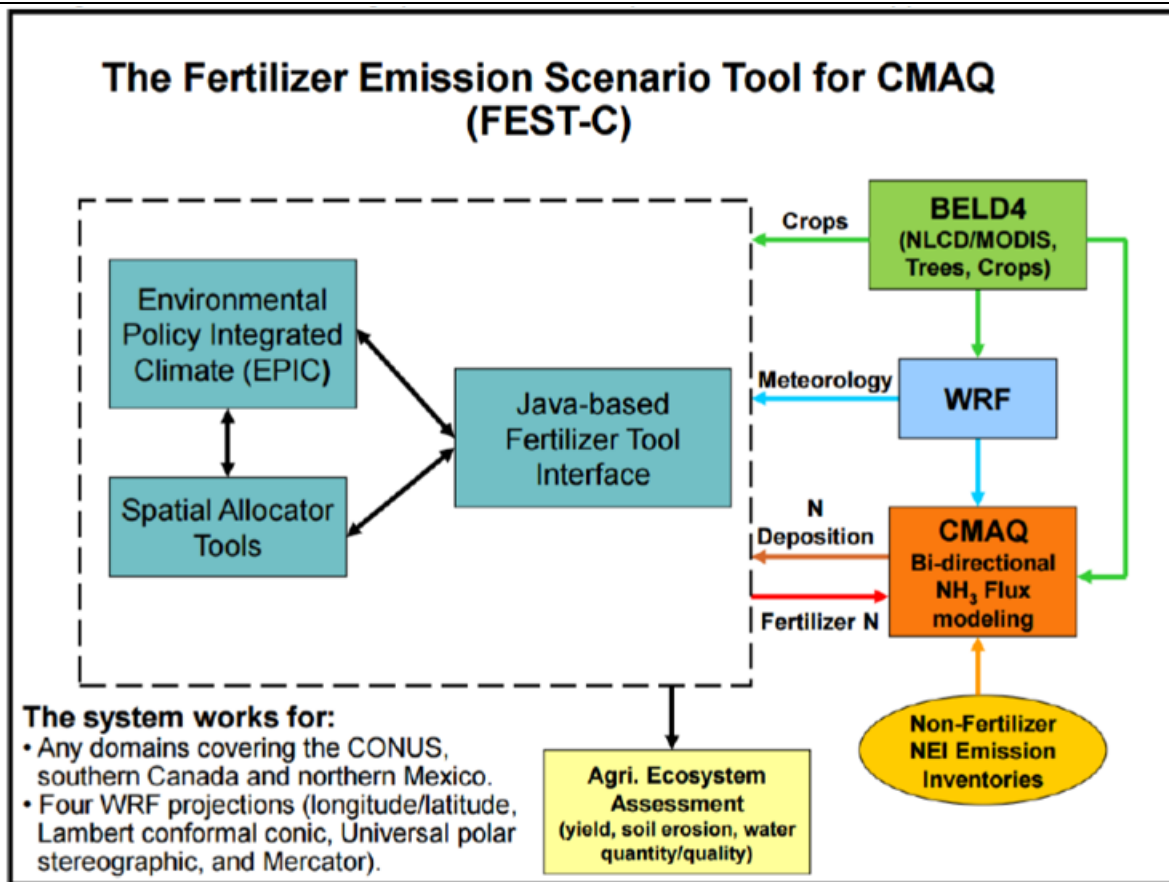 The Fertilizer Emission Scenario Tool for CMAQ
(FEST-C)
Environmental
Policy Integrated
Climate (EPIC)
Spatial Allocator
Tools
Java-based
Fertilizer Tool
Interface
Crops
Meteorology
N
Deposition
Fertilizer N
BELD4
(NLCD/MODIS,
Trees, Crops)
WRF
CMAQ
Bi-directional
NH₃ Flux
modeling
Non-Fertilizer
NEI Emission
Inventories
Agri. Ecosystem
Assessment
(yield, soil erosion, water
quantity/quality)
The system works for:
• Any domains covering the CONUS,
southern Canada and northern Mexico.
• Four WRF projections (longitude/latitude,
Lambert conformal conic, Universal polar
stereographic, and Mercator).